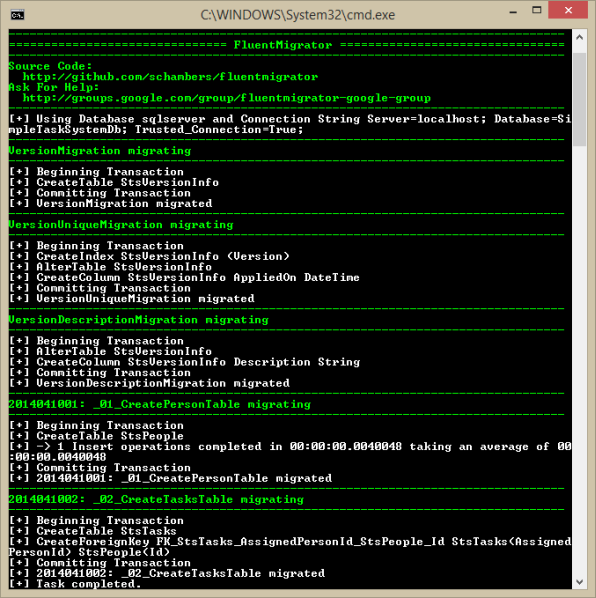 C:\WINDOWS\System32\cmd.exe
============================= FluentMigrator ==============================
Source Code:
http://github.com/schambers/fluentmigrator
Ask For Help:
http://groups.google.com/group/fluentmigrator-google-group
[+] Using Database sqlserver and Connection String Server=localhost; Database=Si
mpleTaskSystemDb; Trusted_Connection=True;
VersionMigration migrating
[+] Beginning Transaction
[+] CreateTable StsVersionInfo
[+] Committing Transaction
[+] VersionMigration migrated
VersionUniqueMigration migrating
[+] Beginning Transaction
[+] CreateIndex StsVersionInfo (Version)
[+] AlterTable StsVersionInfo
[+] CreateColumn StsVersionInfo AppliedOn DateTime
[+] Committing Transaction
[+] VersionUniqueMigration migrated
VersionDescriptionMigration migrating
[+] Beginning Transaction
[+] AlterTable StsVersionInfo
[+] CreateColumn StsVersionInfo Description String
[+] Committing Transaction
[+] VersionDescriptionMigration migrated
2014041001: _01_CreatePersonTable migrating
[+] Beginning Transaction
[+] CreateTable StsPeople
[+] -> 1 Insert operations completed in 00:00:00.0040048 taking an average of 00
:00:00.0040048
[+] Committing Transaction
[+] 2014041001: _01_CreatePersonTable migrated
2014041002: _02_CreateTasksTable migrating
[+] Beginning Transaction
[+] CreateTable StsTasks
[+] CreateForeignKey FK_StsTasks_AssignedPersonId_StsPeople_Id StsTasks(Assigned
PersonId) StsPeople(Id)
[+] Committing Transaction
[+] 2014041002: _02_CreateTasksTable migrated
[+] Task completed.